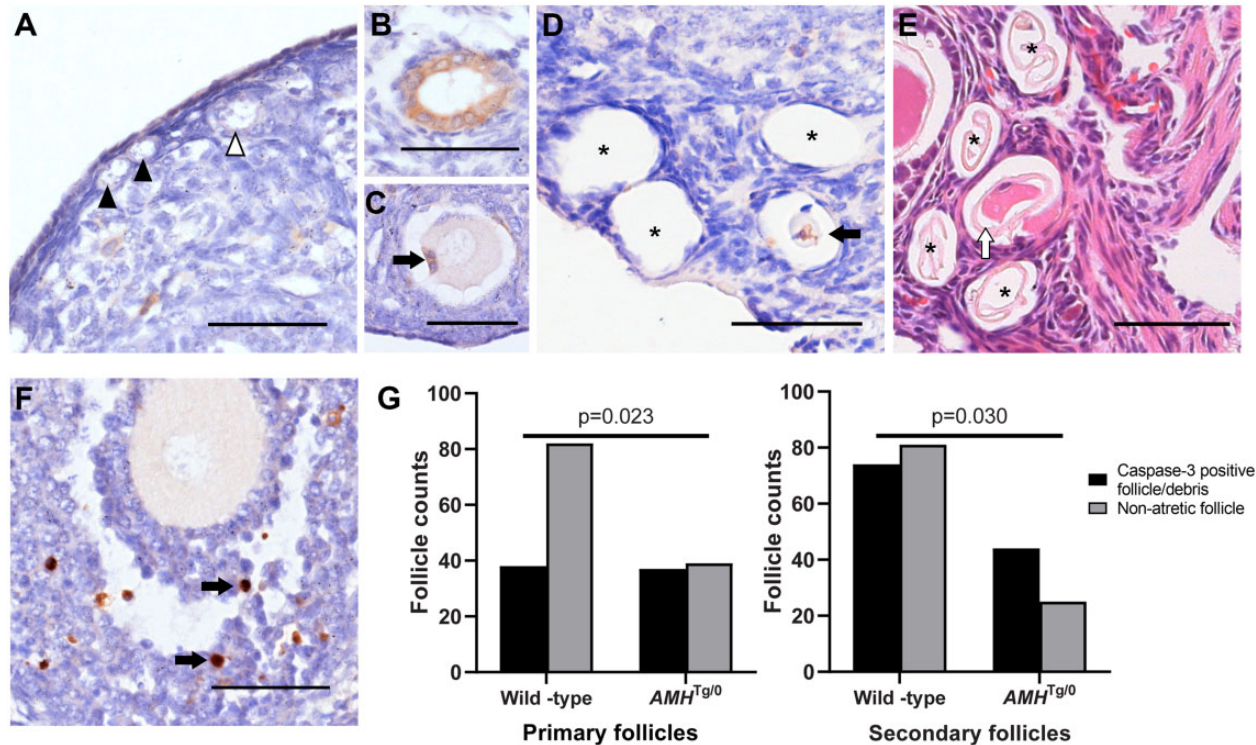 A
B
C
D
E
*
*
*
*
*
*
*
F
G
100
80
60
40
20
0
Follicle counts
p=0.023
Wild -type
AMHTg/0
Primary follicles
100
80
60
40
20
0
Follicle counts
p=0.030
Wild -type
AMHTg/0
Secondary follicles
Caspase-3 positive
follicle/debris
Non-atretic follicle